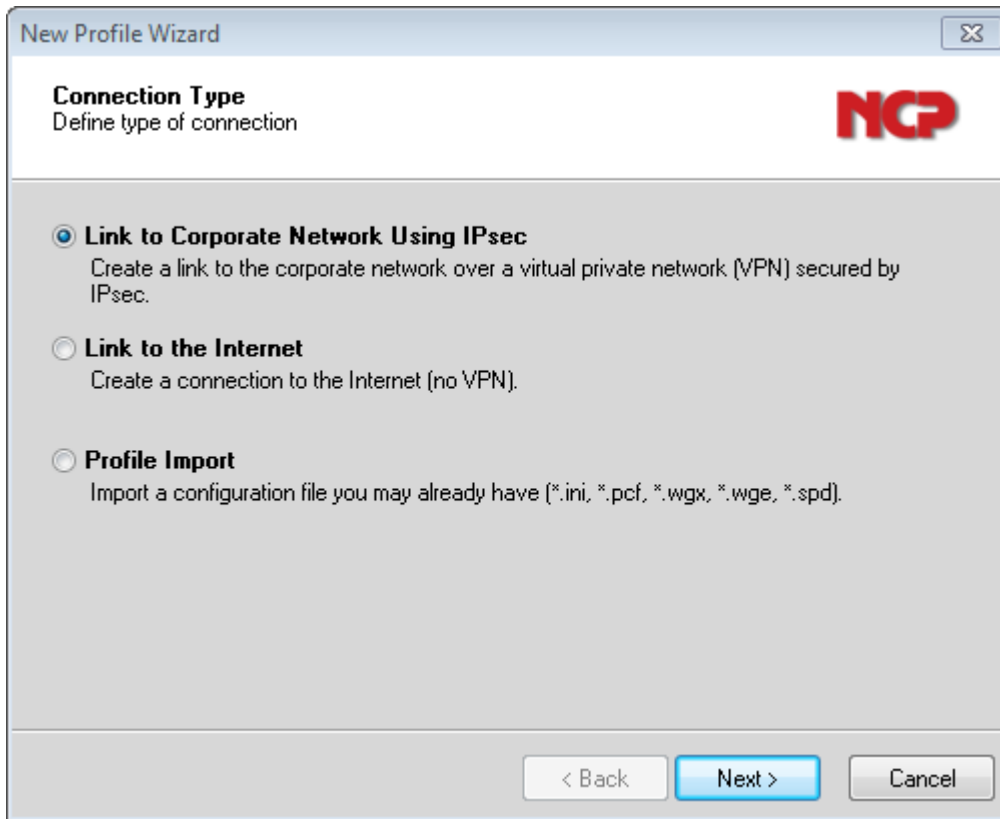 New Profile Wizard
Connection Type
Define type of connection
NCP
Link to Corporate Network Using IPsec
Create a link to the corporate network over a virtual private network (VPN) secured by
IPsec.
Link to the Internet
Create a connection to the Internet (no VPN).
Profile Import
Import a configuration file you may already have (*.ini, *.pcf, *.wgx, *.wge, *.spd).
< Back
Next >
Cancel